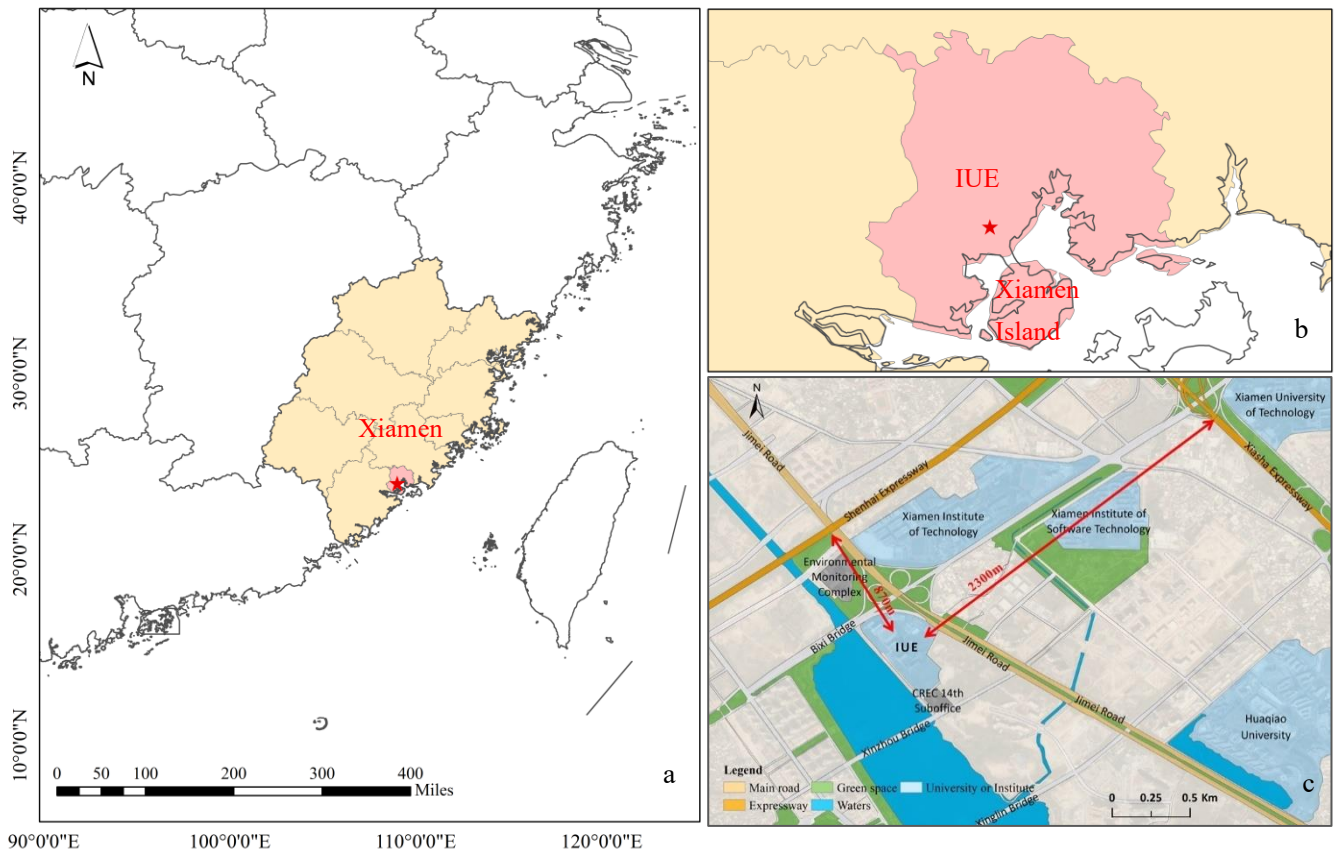 N
40°0'0"N
30°0'0"N
20°0'0"N
10°0'0"N
Xiamen
0 50 100 200 300 400
Miles
a
90°0'0"E 100°0'0"E 110°0'0"E 120°0'0"E
IUE
Xiamen
Island
b
N
Jimei Road
Shenhai Expressway
Xiamen University
of Technology
Xiasha Expressway
Xiamen Institute
of Technology
Xiamen Institute of
Software Technology
Environmental
Monitoring
Complex
870m
2300m
Bixi Bridge
IUE
Jimei Road
CREC 14th
Suboffice
Jimei Road
Xinzhou Bridge
Huaqiao
University
Xinglin Bridge
Legend
Main road
Green space
University or Institute
Expressway
Waters
0 0.25 0.5 Km
c